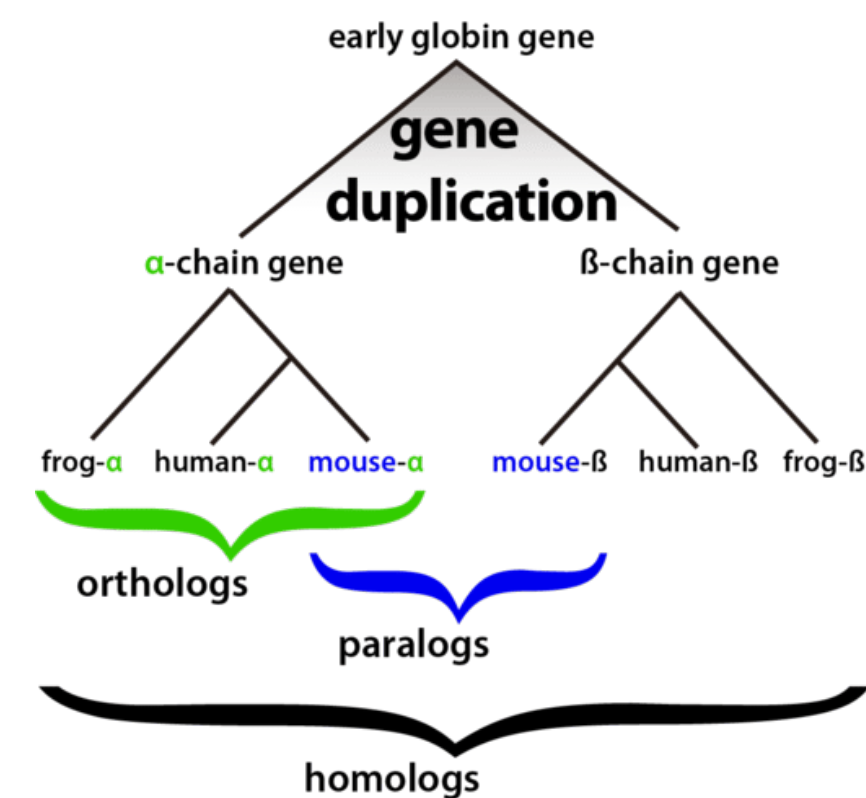 early globin gene
gene
duplication
α-chain gene ß-chain gene
frog-α human-α mouse-α mouse-ß human-ß frog-ß
orthologs
paralogs
homologs